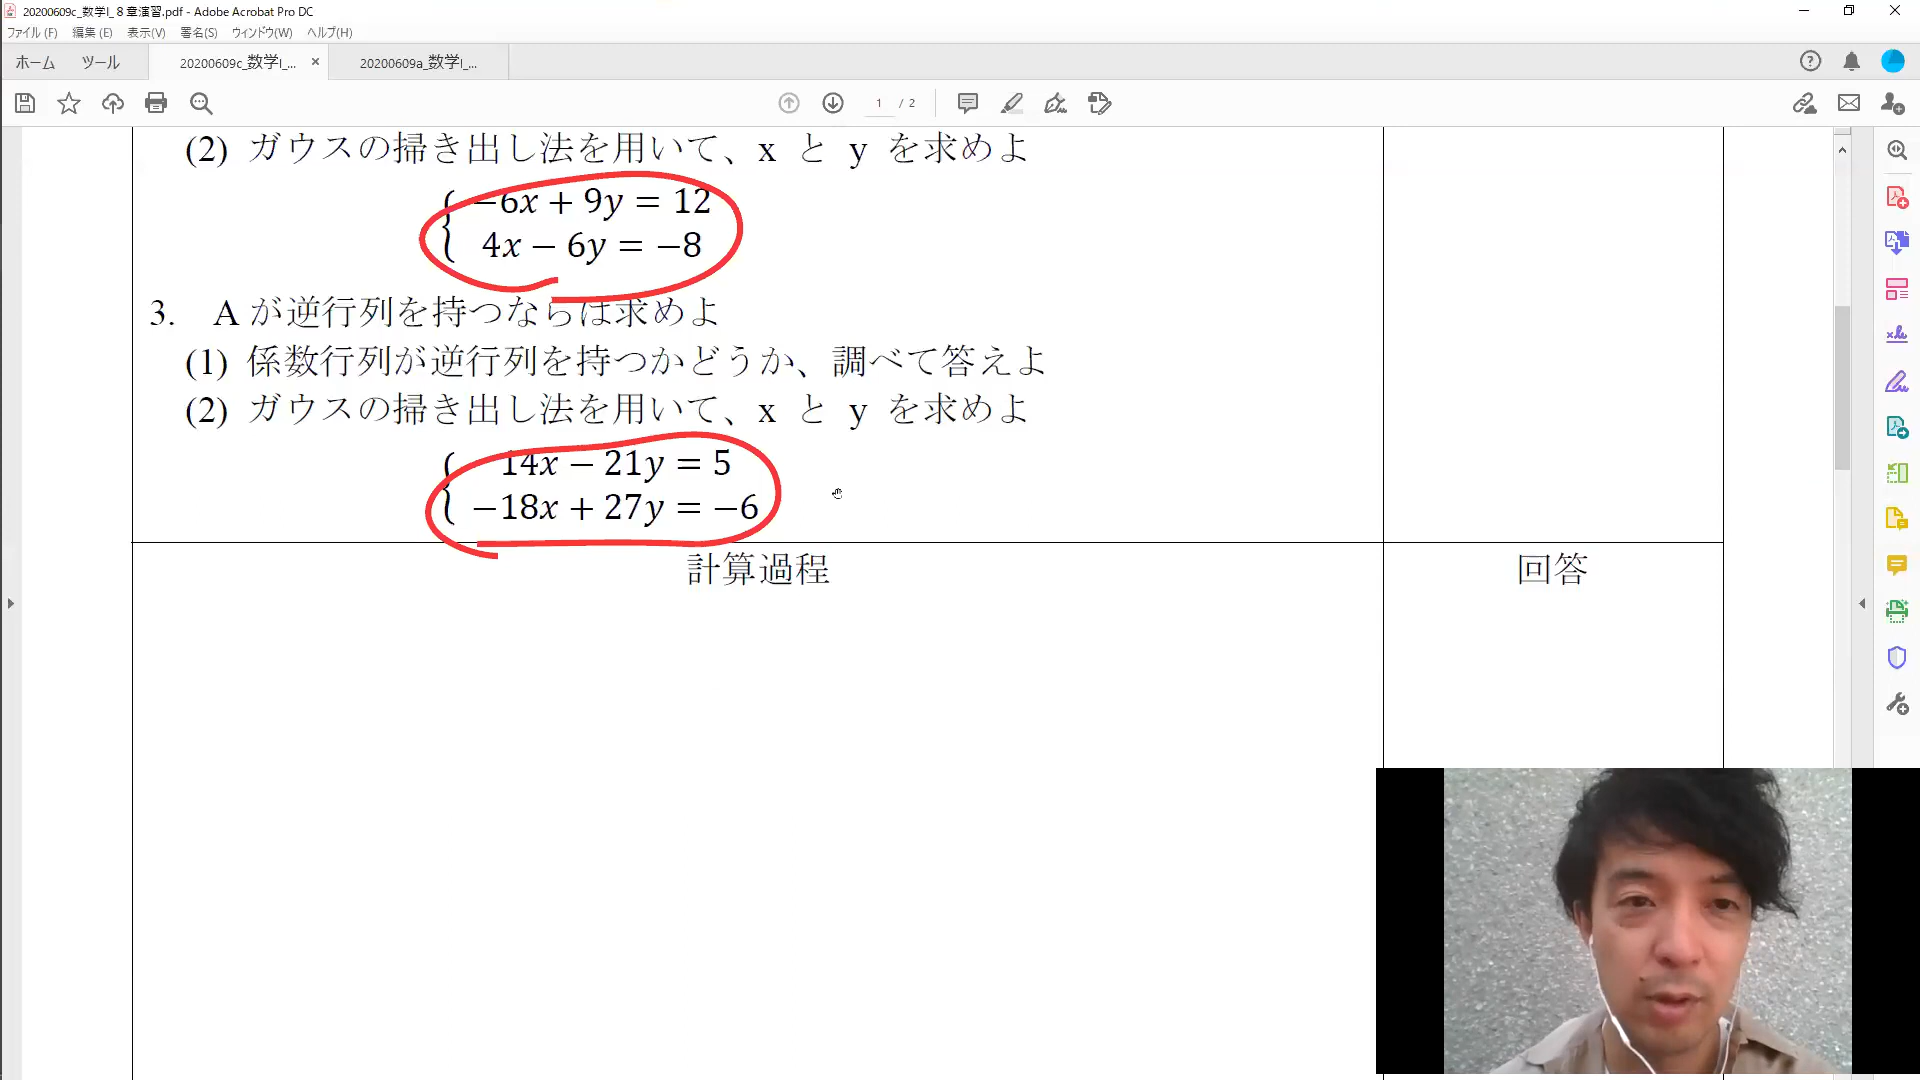 20200609c_数学I_８章演習.pdf - Adobe Acrobat Pro DC
ファイル (F) 編集 (E) 表示(V) 署名(S) ウィンドウ(W) ヘルプ(H)
ホーム ツール 20200609c_数学I_... × 20200609a_数学I_...
1 / 2
(2) ガウスの掃き出し法を用いて、x と y を求めよ
−6x + 9y = 12
4x − 6y = −8
3. A が逆行列を持つならば求めよ
(1) 係数行列が逆行列を持つかどうか、調べて答えよ
(2) ガウスの掃き出し法を用いて、x と y を求めよ
14x − 21y = 5
−18x + 27y = −6
計算過程 回答